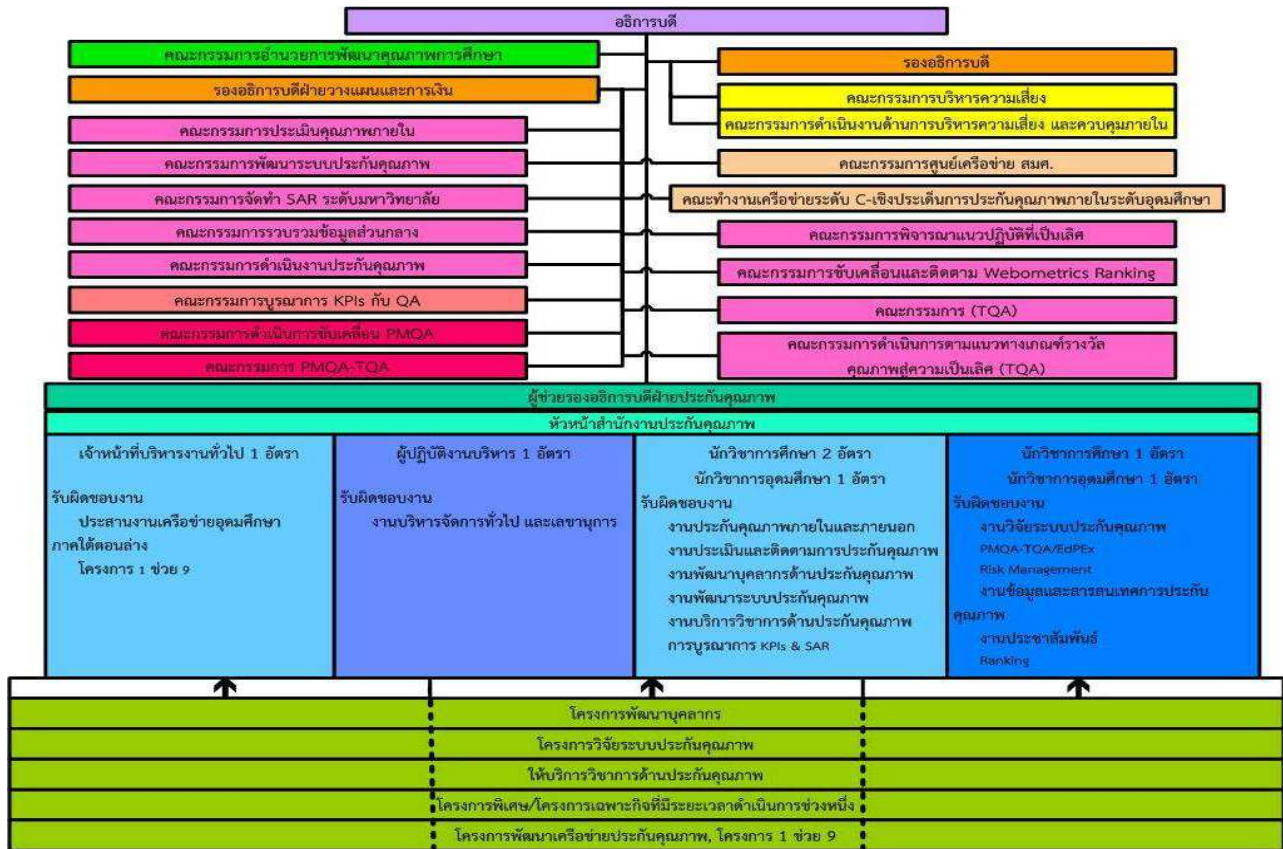 อธิการบดี
คณะกรรมการอำนวยการพัฒนาคุณภาพการศึกษา
รองอธิการบดี
รองอธิการบดีฝ่ายวางแผนและการเงิน
คณะกรรมการบริหารความเสี่ยง
คณะกรรมการดำเนินงานด้านการบริหารความเสี่ยง และควบคุมภายใน
คณะกรรมการประเมินคุณภาพภายใน
คณะกรรมการพัฒนาระบบประกันคุณภาพ
คณะกรรมการศูนย์เครือข่าย สมศ.
คณะกรรมการจัดทำ SAR ระดับมหาวิทยาลัย
คณะทำงานเครือข่ายระดับ C-เชิงประเด็นการประกันคุณภาพภายในระดับอุดมศึกษา
คณะกรรมการรวบรวมข้อมูลส่วนกลาง
คณะกรรมการพิจารณาแนวปฏิบัติที่เป็นเลิศ
คณะกรรมการดำเนินงานประกันคุณภาพ
คณะกรรมการขับเคลื่อนและติดตาม Webometrics Ranking
คณะกรรมการบูรณาการ KPIs กับ QA
คณะกรรมการ (TQA)
คณะกรรมการดำเนินการขับเคลื่อน PMQA
คณะกรรมการดำเนินการตามแนวทางเกณฑ์รางวัล
คุณภาพสู่ความเป็นเลิศ (TQA)
คณะกรรมการ PMQA-TQA
ผู้ช่วยรองอธิการบดีฝ่ายประกันคุณภาพ
หัวหน้าสำนักงานประกันคุณภาพ
เจ้าหน้าที่บริหารงานทั่วไป 1 อัตรา
รับผิดชอบงาน
ประสานงานเครือข่ายอุดมศึกษา
ภาคใต้ตอนล่าง
โครงการ 1 ช่วย 9
ผู้ปฏิบัติงานบริหาร 1 อัตรา
รับผิดชอบงาน
งานบริหารจัดการทั่วไป และเลขานุการ
นักวิชาการศึกษา 2 อัตรา
นักวิชาการอุดมศึกษา 1 อัตรา
รับผิดชอบงาน
งานประกันคุณภาพภายในและภายนอก
งานประเมินและติดตามการประกันคุณภาพ
งานพัฒนาบุคลากรด้านประกันคุณภาพ
งานพัฒนาระบบประกันคุณภาพ
งานบริการวิชาการด้านประกันคุณภาพ
การบูรณาการ KPIs & SAR
นักวิชาการศึกษา 1 อัตรา
นักวิชาการอุดมศึกษา 1 อัตรา
รับผิดชอบงาน
งานวิจัยระบบประกันคุณภาพ
PMQA-TQA/EdPEx
Risk Management
งานข้อมูลและสารสนเทศการประกัน
คุณภาพ
งานประชาสัมพันธ์
Ranking
โครงการพัฒนาบุคลากร
โครงการวิจัยระบบประกันคุณภาพ
ให้บริการวิชาการด้านประกันคุณภาพ
โครงการพิเศษ/โครงการเฉพาะกิจที่มีระยะเวลาดำเนินการช่วงหนึ่ง
โครงการพัฒนาเครือข่ายประกันคุณภาพ, โครงการ 1 ช่วย 9